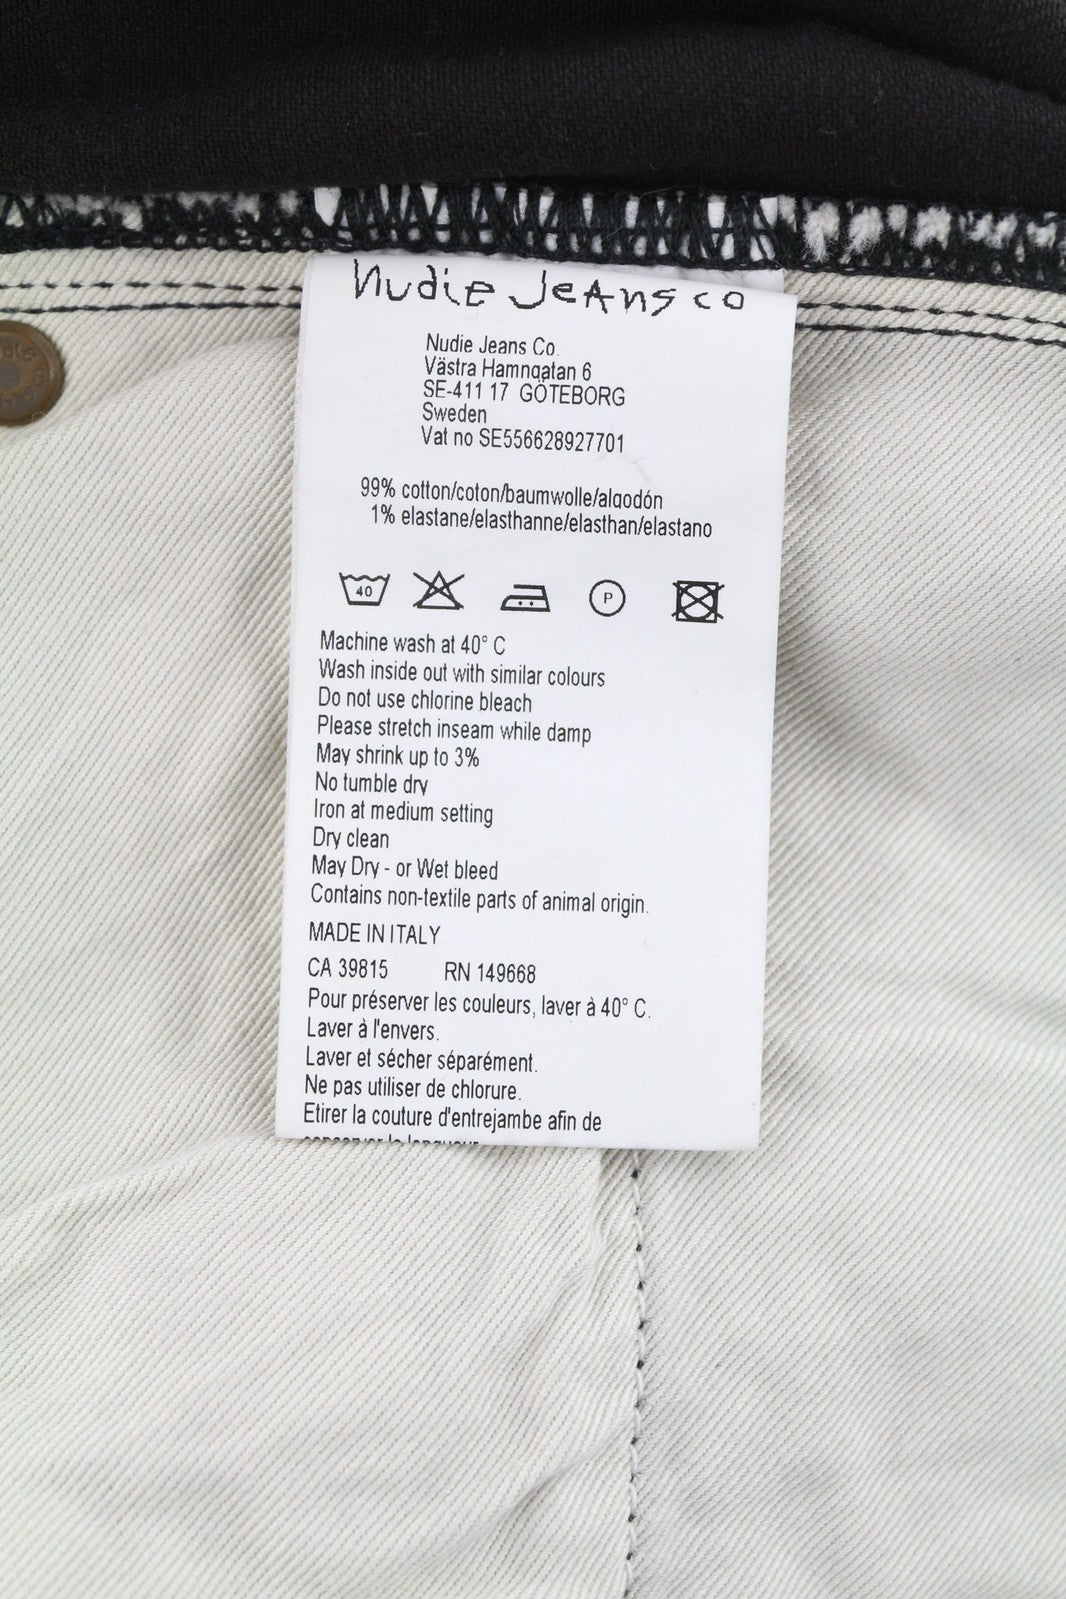 Nudie Jeans co
Nudie Jeans Co.
Västra Hamngatan 6
SE-411 17 GÖTEBORG
Sweden
Vat no SE556628927701
99% cotton/coton/baumwolle/algodón
1% elastane/elasthanne/elasthan/elastano
40
P
Machine wash at 40° C
Wash inside out with similar colours
Do not use chlorine bleach
Please stretch inseam while damp
May shrink up to 3%
No tumble dry
Iron at medium setting
Dry clean
May Dry - or Wet bleed
Contains non-textile parts of animal origin.
MADE IN ITALY
CA 39815 RN 149668
Pour préserver les couleurs, laver à 40° C.
Laver à l'envers.
Laver et sécher séparément.
Ne pas utiliser de chlorure.
Etirer la couture d'entrejambe afin de
conserver la longueur